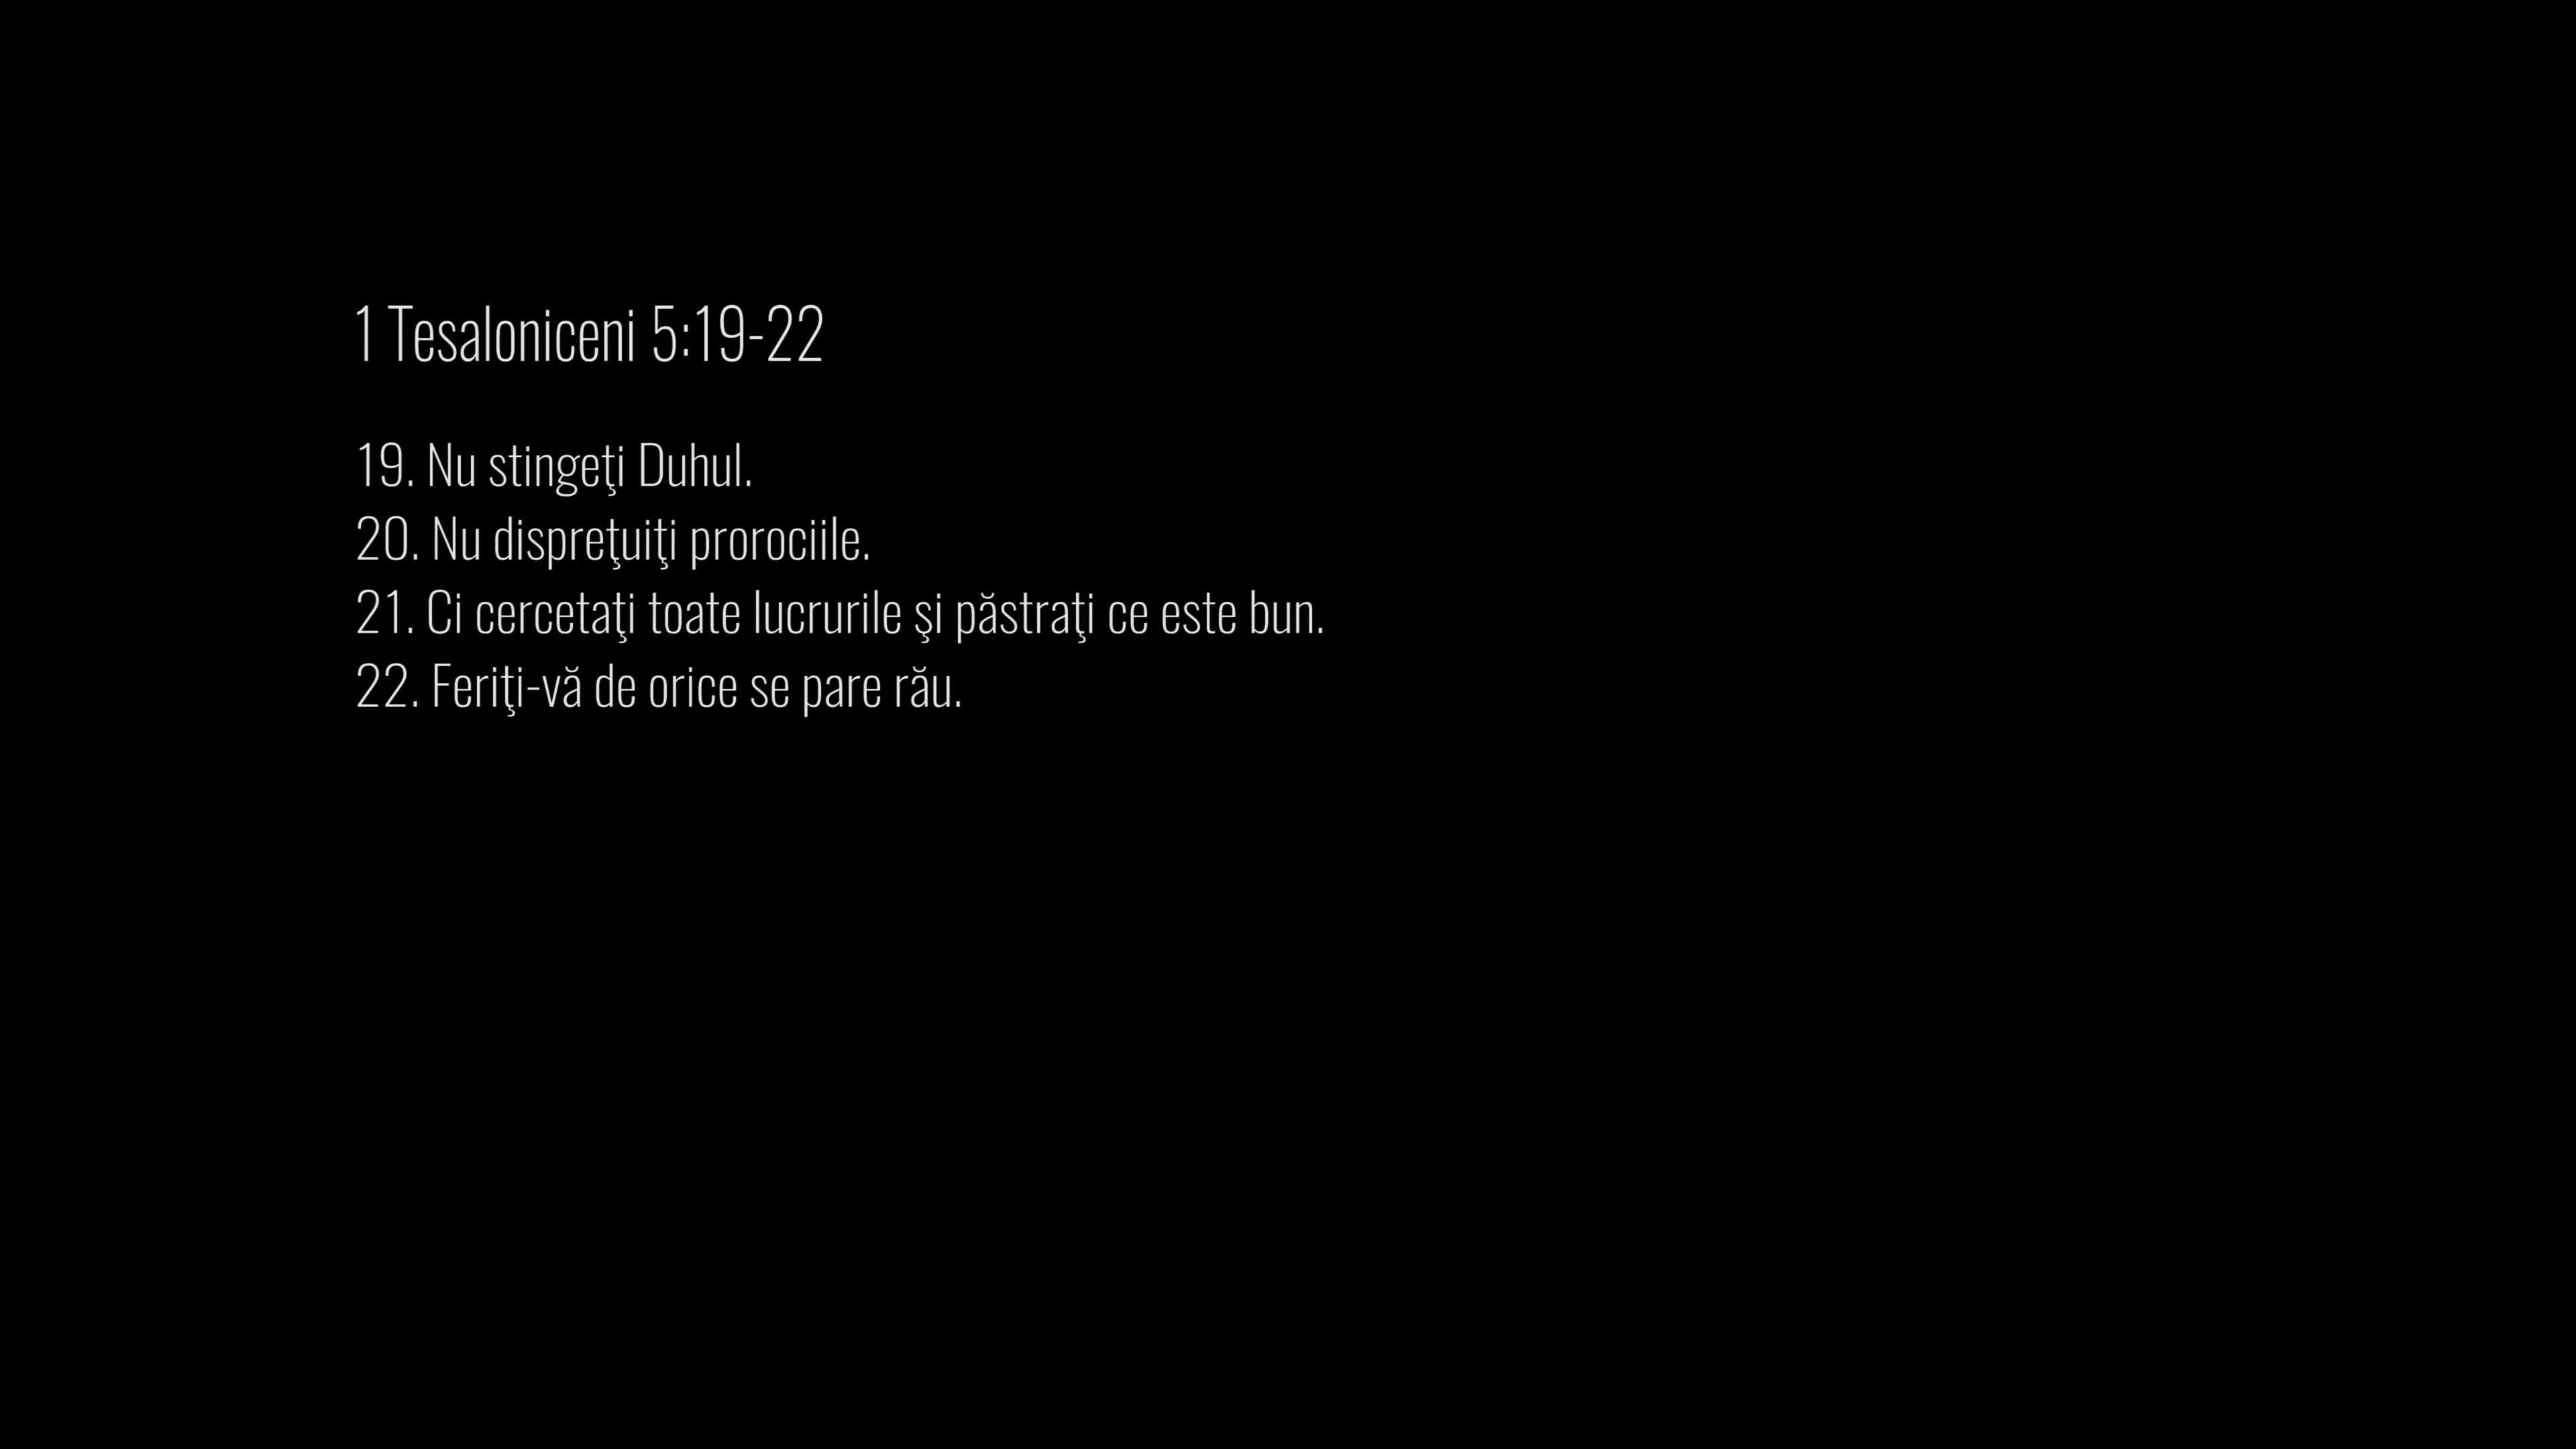 1 Tesaloniceni 5:19-22
19. Nu stingeţi Duhul.
20. Nu dispreţuiţi prorociile.
21. Ci cercetaţi toate lucrurile şi păstraţi ce este bun.
22. Feriţi-vă de orice se pare rău.